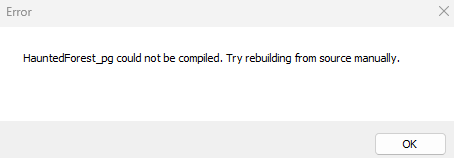 Error
HauntedForest_pg could not be compiled. Try rebuilding from source manually.
OK